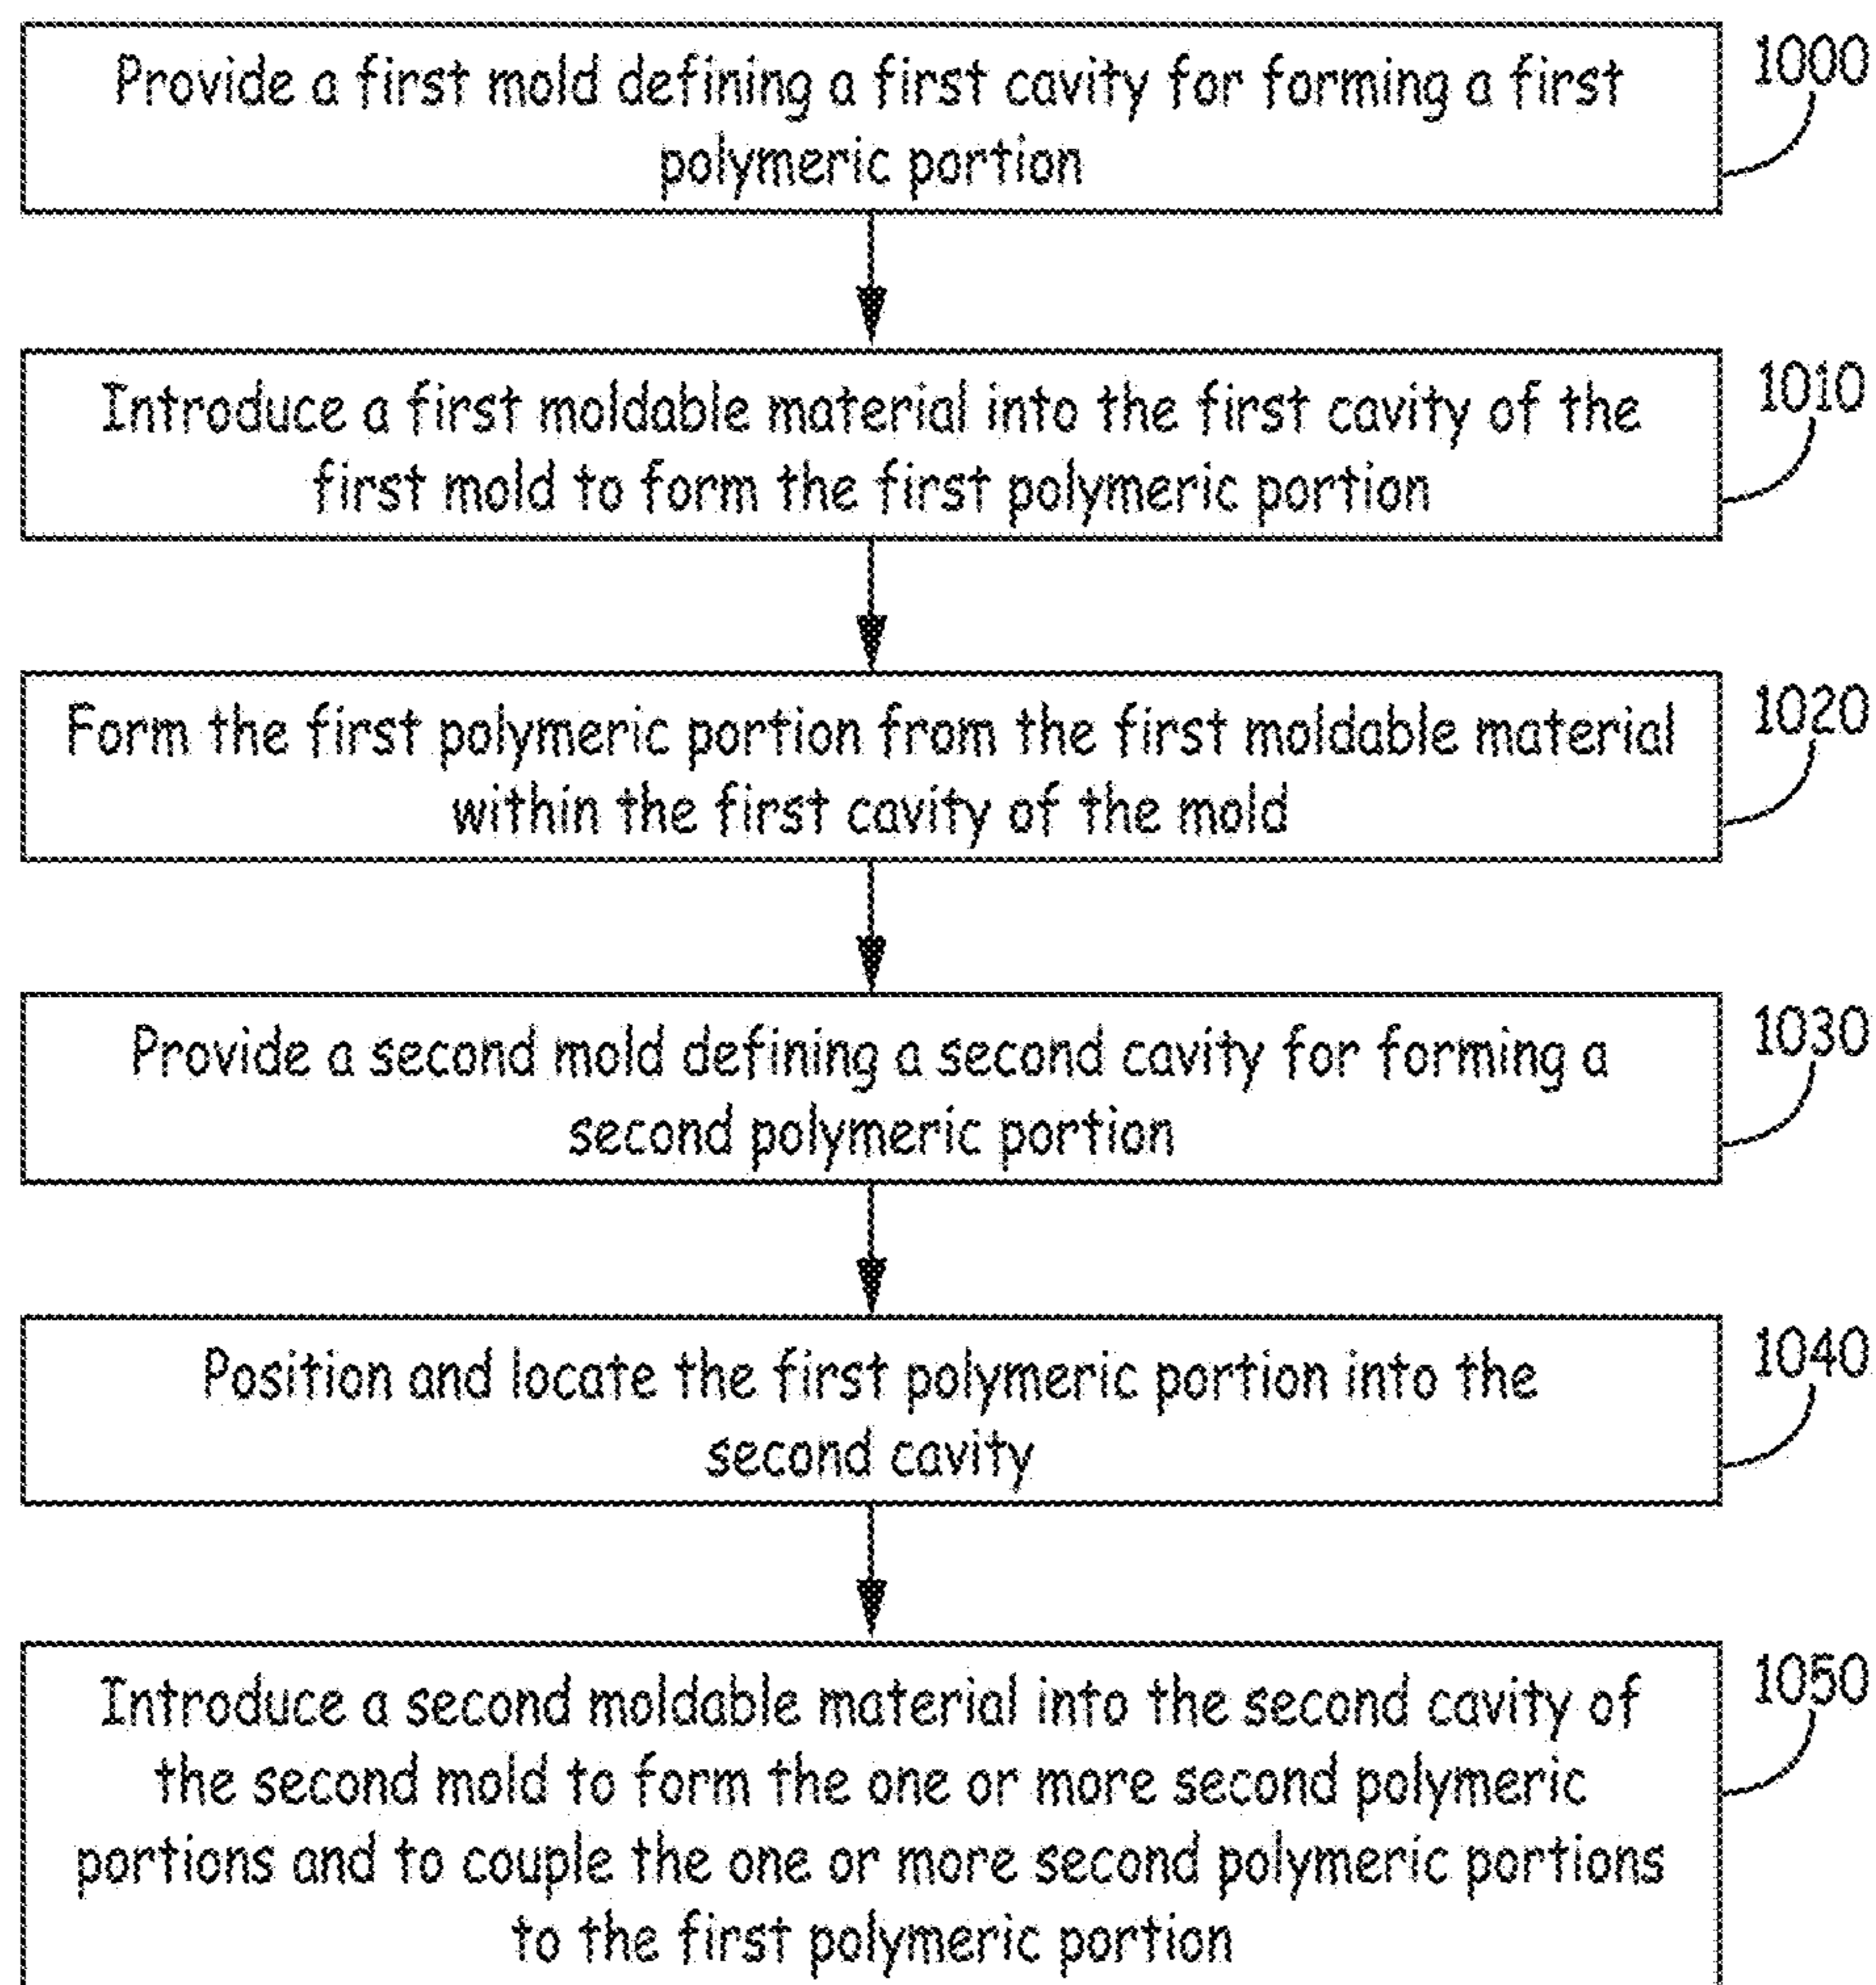 Provide a first mold defining a first cavity for forming a first
polymeric portion
1000
Introduce a first moldable material into the first cavity of the
first mold to form the first polymeric portion
1010
Form the first polymeric portion from the first moldable material
within the first cavity of the mold
1020
Provide a second mold defining a second cavity for forming a
second polymeric portion
1030
Position and locate the first polymeric portion into the
second cavity
1040
Introduce a second moldable material into the second cavity of
the second mold to form the one or more second polymeric
portions and to couple the one or more second polymeric portions
to the first polymeric portion
1050